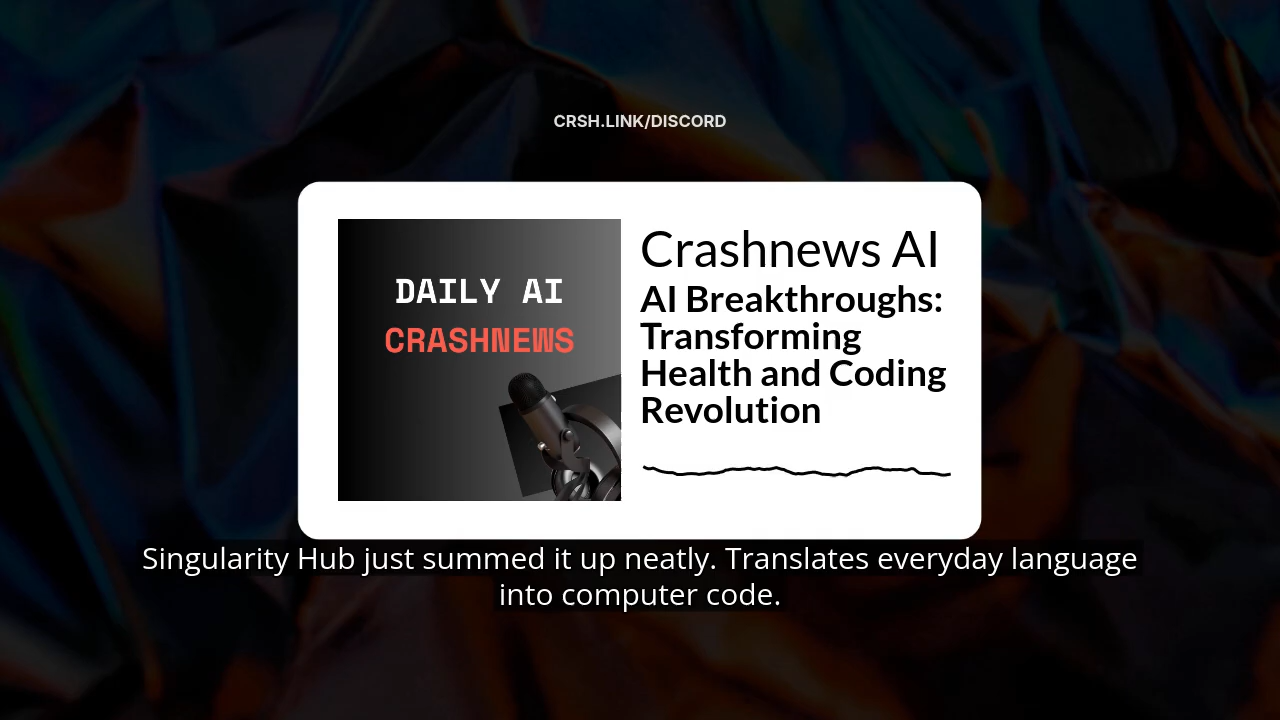 CRSH.LINK/DISCORD
DAILY AI
CRASHNEWS
Crashnews AI
AI Breakthroughs:
Transforming
Health and Coding
Revolution
Singularity Hub just summed it up neatly. Translates everyday language
into computer code.